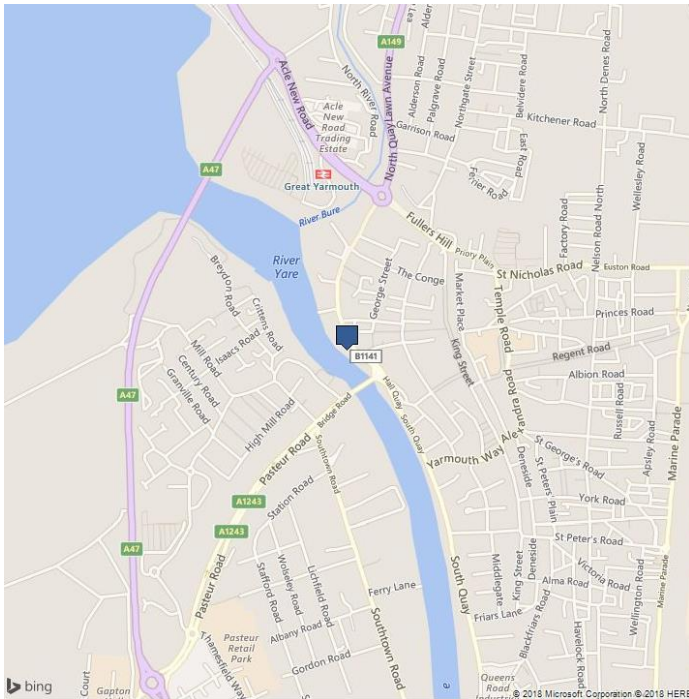 A149
Alder
Lea
Alderson Road
Palgrave Road
Northgate Street
Belvidere Road
North Denes Road
Acle New Road
North River Road
North Quay
Lawn Avenue
Acle
New
Road
Trading
Estate
Garrison Road
Kitchener Road
East Road
Ferrier Road
Wellesley Road
A47
Great Yarmouth
River Bure
Fullers Hill
Priory Plain
Factory Road
Nelson Road North
River
Yare
Breydon Road
Crittens Road
George Street
The Conge
Market Place
St Nicholas Road
Euston Road
Temple Road
Princes Road
Mill Road
Isaacs Road
Century Road
Granville Road
B1141
King Street
Regent Road
Albion Road
A47
High Mill Road
Bridge Road
Hall Quay
South Quay
Russell Road
Apsley Road
Marine Parade
Pasteur Road
Southtown Road
Yarmouth Way
Alexandra Road
Deneside
St George's Road
St Peters' Plain
York Road
Station Road
A1243
A1243
A47
St Peter's Road
Pasteur Road
Stafford Road
Wolseley Road
Lichfield Road
South Quay
Middlegate
King Street
Deneside
Victoria Road
Alma Road
Marine Parade
Ferry Lane
Friars Lane
Blackfriars Road
Havelock Road
Wellington Road
Albany Road
Southtown Road
Pasteur
Retail
Park
Thamesfield Way
Gordon Road
Court
Gapton
Queens
Road
bing
© 2018 Microsoft Corporation © 2018 HERE